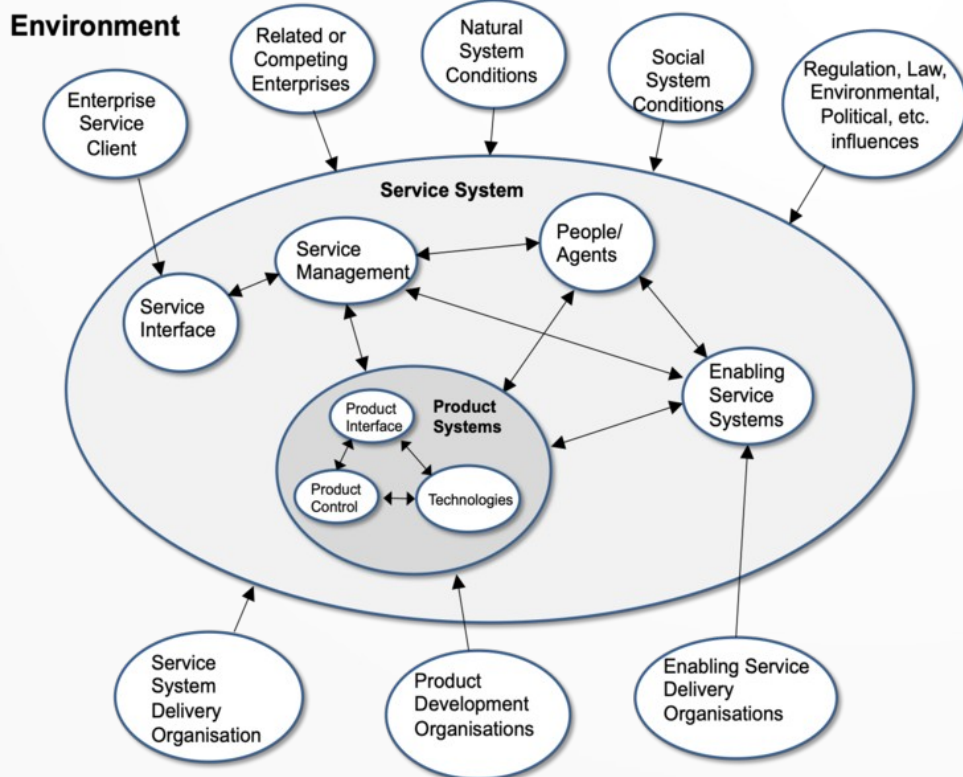 Environment
Related or
Competing
Enterprises
Natural
System
Conditions
Social
System
Conditions
Regulation, Law,
Environmental,
Political, etc.
influences
Enterprise
Service
Client
Service System
Service
Management
People/
Agents
Service
Interface
Enabling
Service
Systems
Product
Interface
Product
Systems
Product
Control
Technologies
Service
System
Delivery
Organisation
Product
Development
Organisations
Enabling Service
Delivery
Organisations